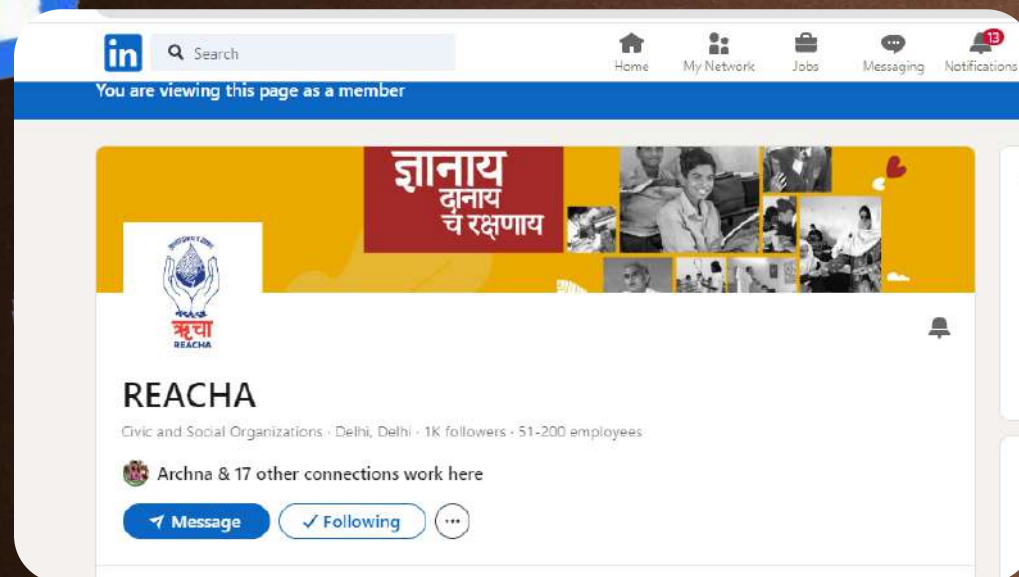 in
Search
Home
My Network
Jobs
Messaging
13
Notifications
You are viewing this page as a member
ज्ञानाय
दानाय
च रक्षणाय
ऋचा
REACHA
REACHA
Civic and Social Organizations · Delhi, Delhi · 1K followers · 51-200 employees
Archna & 17 other connections work here
Message
Following